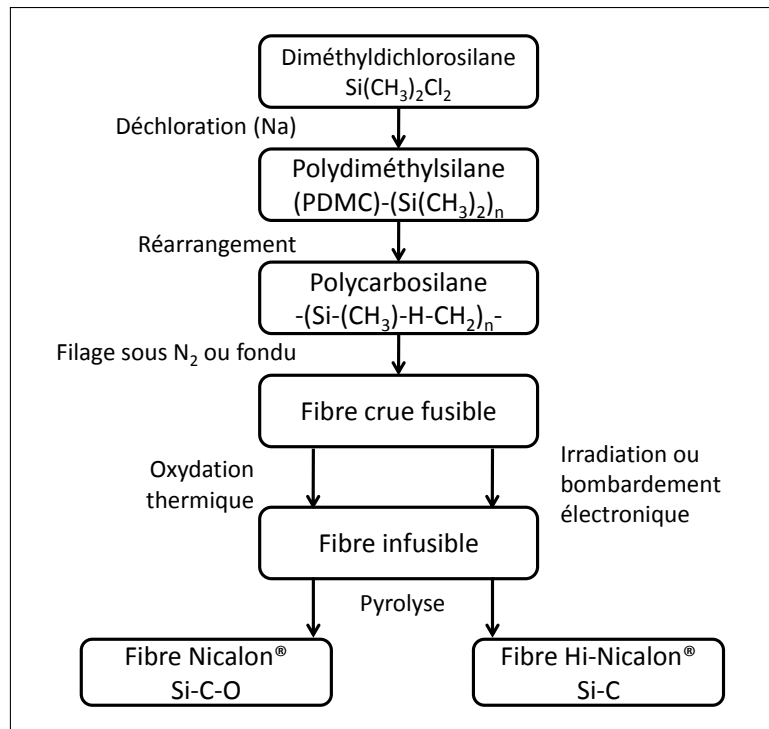 Diméthyldichlorosilane
Si(CH₃)₂Cl₂
Déchloration (Na)
Polydiméthylsilane
(PDMC)-(Si(CH₃)₂)ₙ
Réarrangement
Polycarbosilane
-(Si-(CH₃)-H-CH₂)ₙ-
Filage sous N₂ ou fondu
Fibre crue fusible
Oxydation
thermique
Irradiation ou
bombardement
électronique
Fibre infusible
Pyrolyse
Fibre Nicalon®
Si-C-O
Fibre Hi-Nicalon®
Si-C